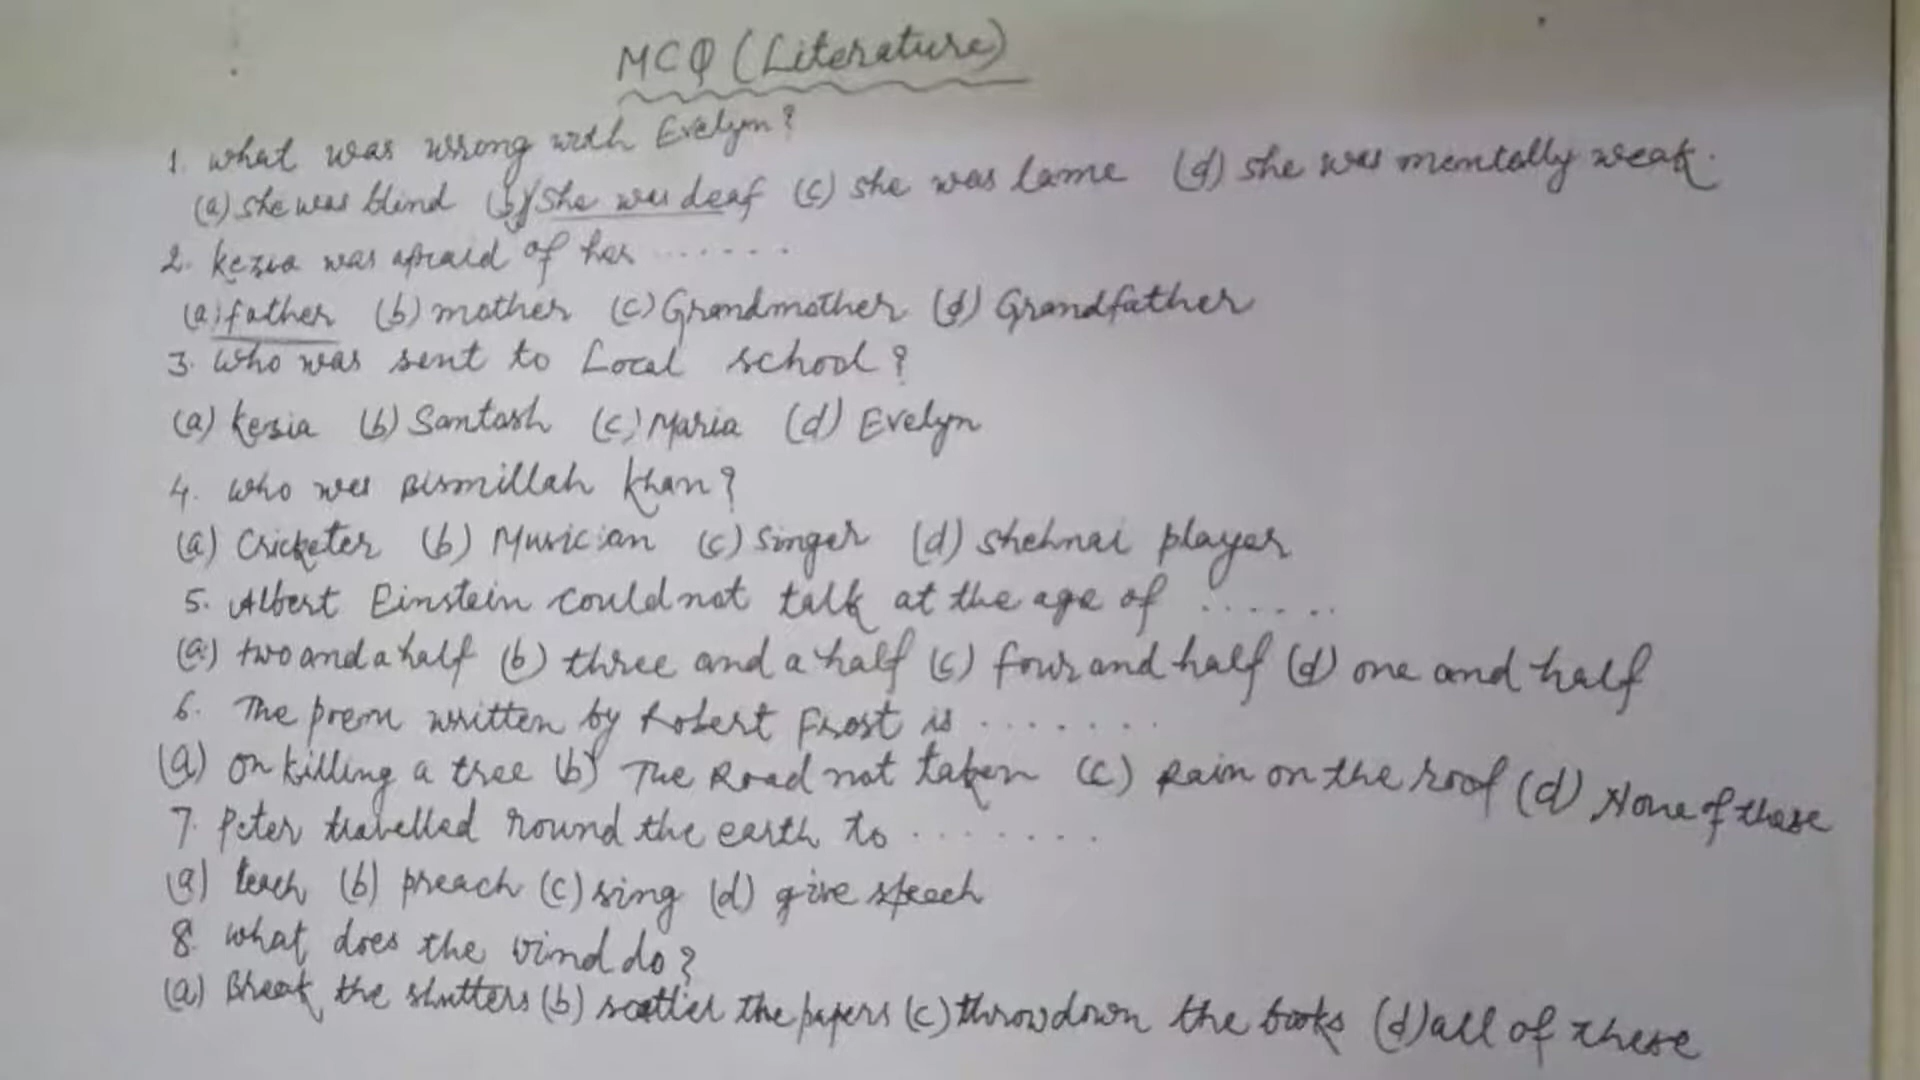 MCQ (Literature)
1. What was wrong with Evelyn?
(a) She was blind (b) She was deaf (c) she was lame (d) she was mentally weak.
2. Kezia was afraid of her .......
(a) father (b) mother (c) Grandmother (d) Grandfather
3. Who was sent to Local school?
(a) Kezia (b) Santosh (c) Maria (d) Evelyn
4. Who was Bismillah Khan?
(a) Cricketer (b) Musician (c) Singer (d) Shehnai player
5. Albert Einstein could not talk at the age of ......
(a) two and a half (b) three and a half (c) four and half (d) one and half
6. The poem written by Robert Frost is .......
(a) On killing a tree (b) The Road not taken (c) Rain on the roof (d) None of these
7. Peter travelled round the earth to .......
(a) teach (b) preach (c) sing (d) give speech
8. What does the wind do?
(a) Break the shutters (b) scatter the papers (c) throw down the books (d) all of these